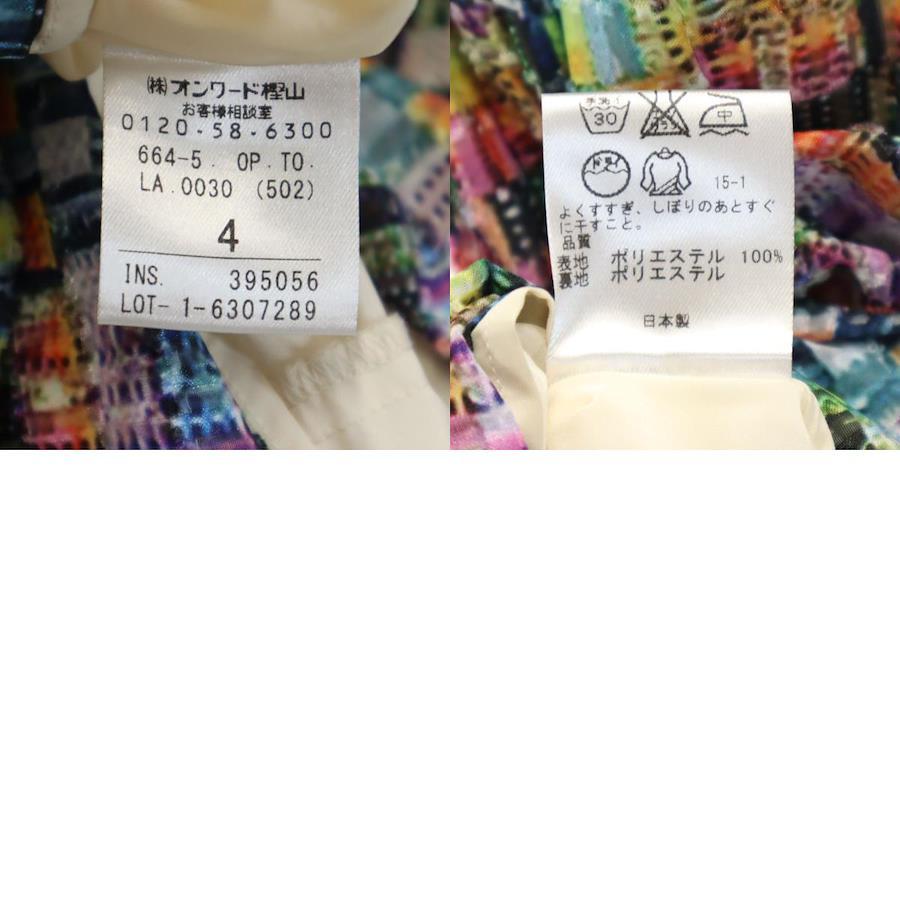 ㈱オンワード樫山
お客様相談室
0120-58-6300
664-5. OP.TO.
LA.0030 (502)
4
INS. 395056
LOT- 1-6307289
30
中
15-1
よくすすぎ、しぼりのあとすぐ
に干すこと。
品質
表地 ポリエステル 100%
裏地 ポリエステル
日本製